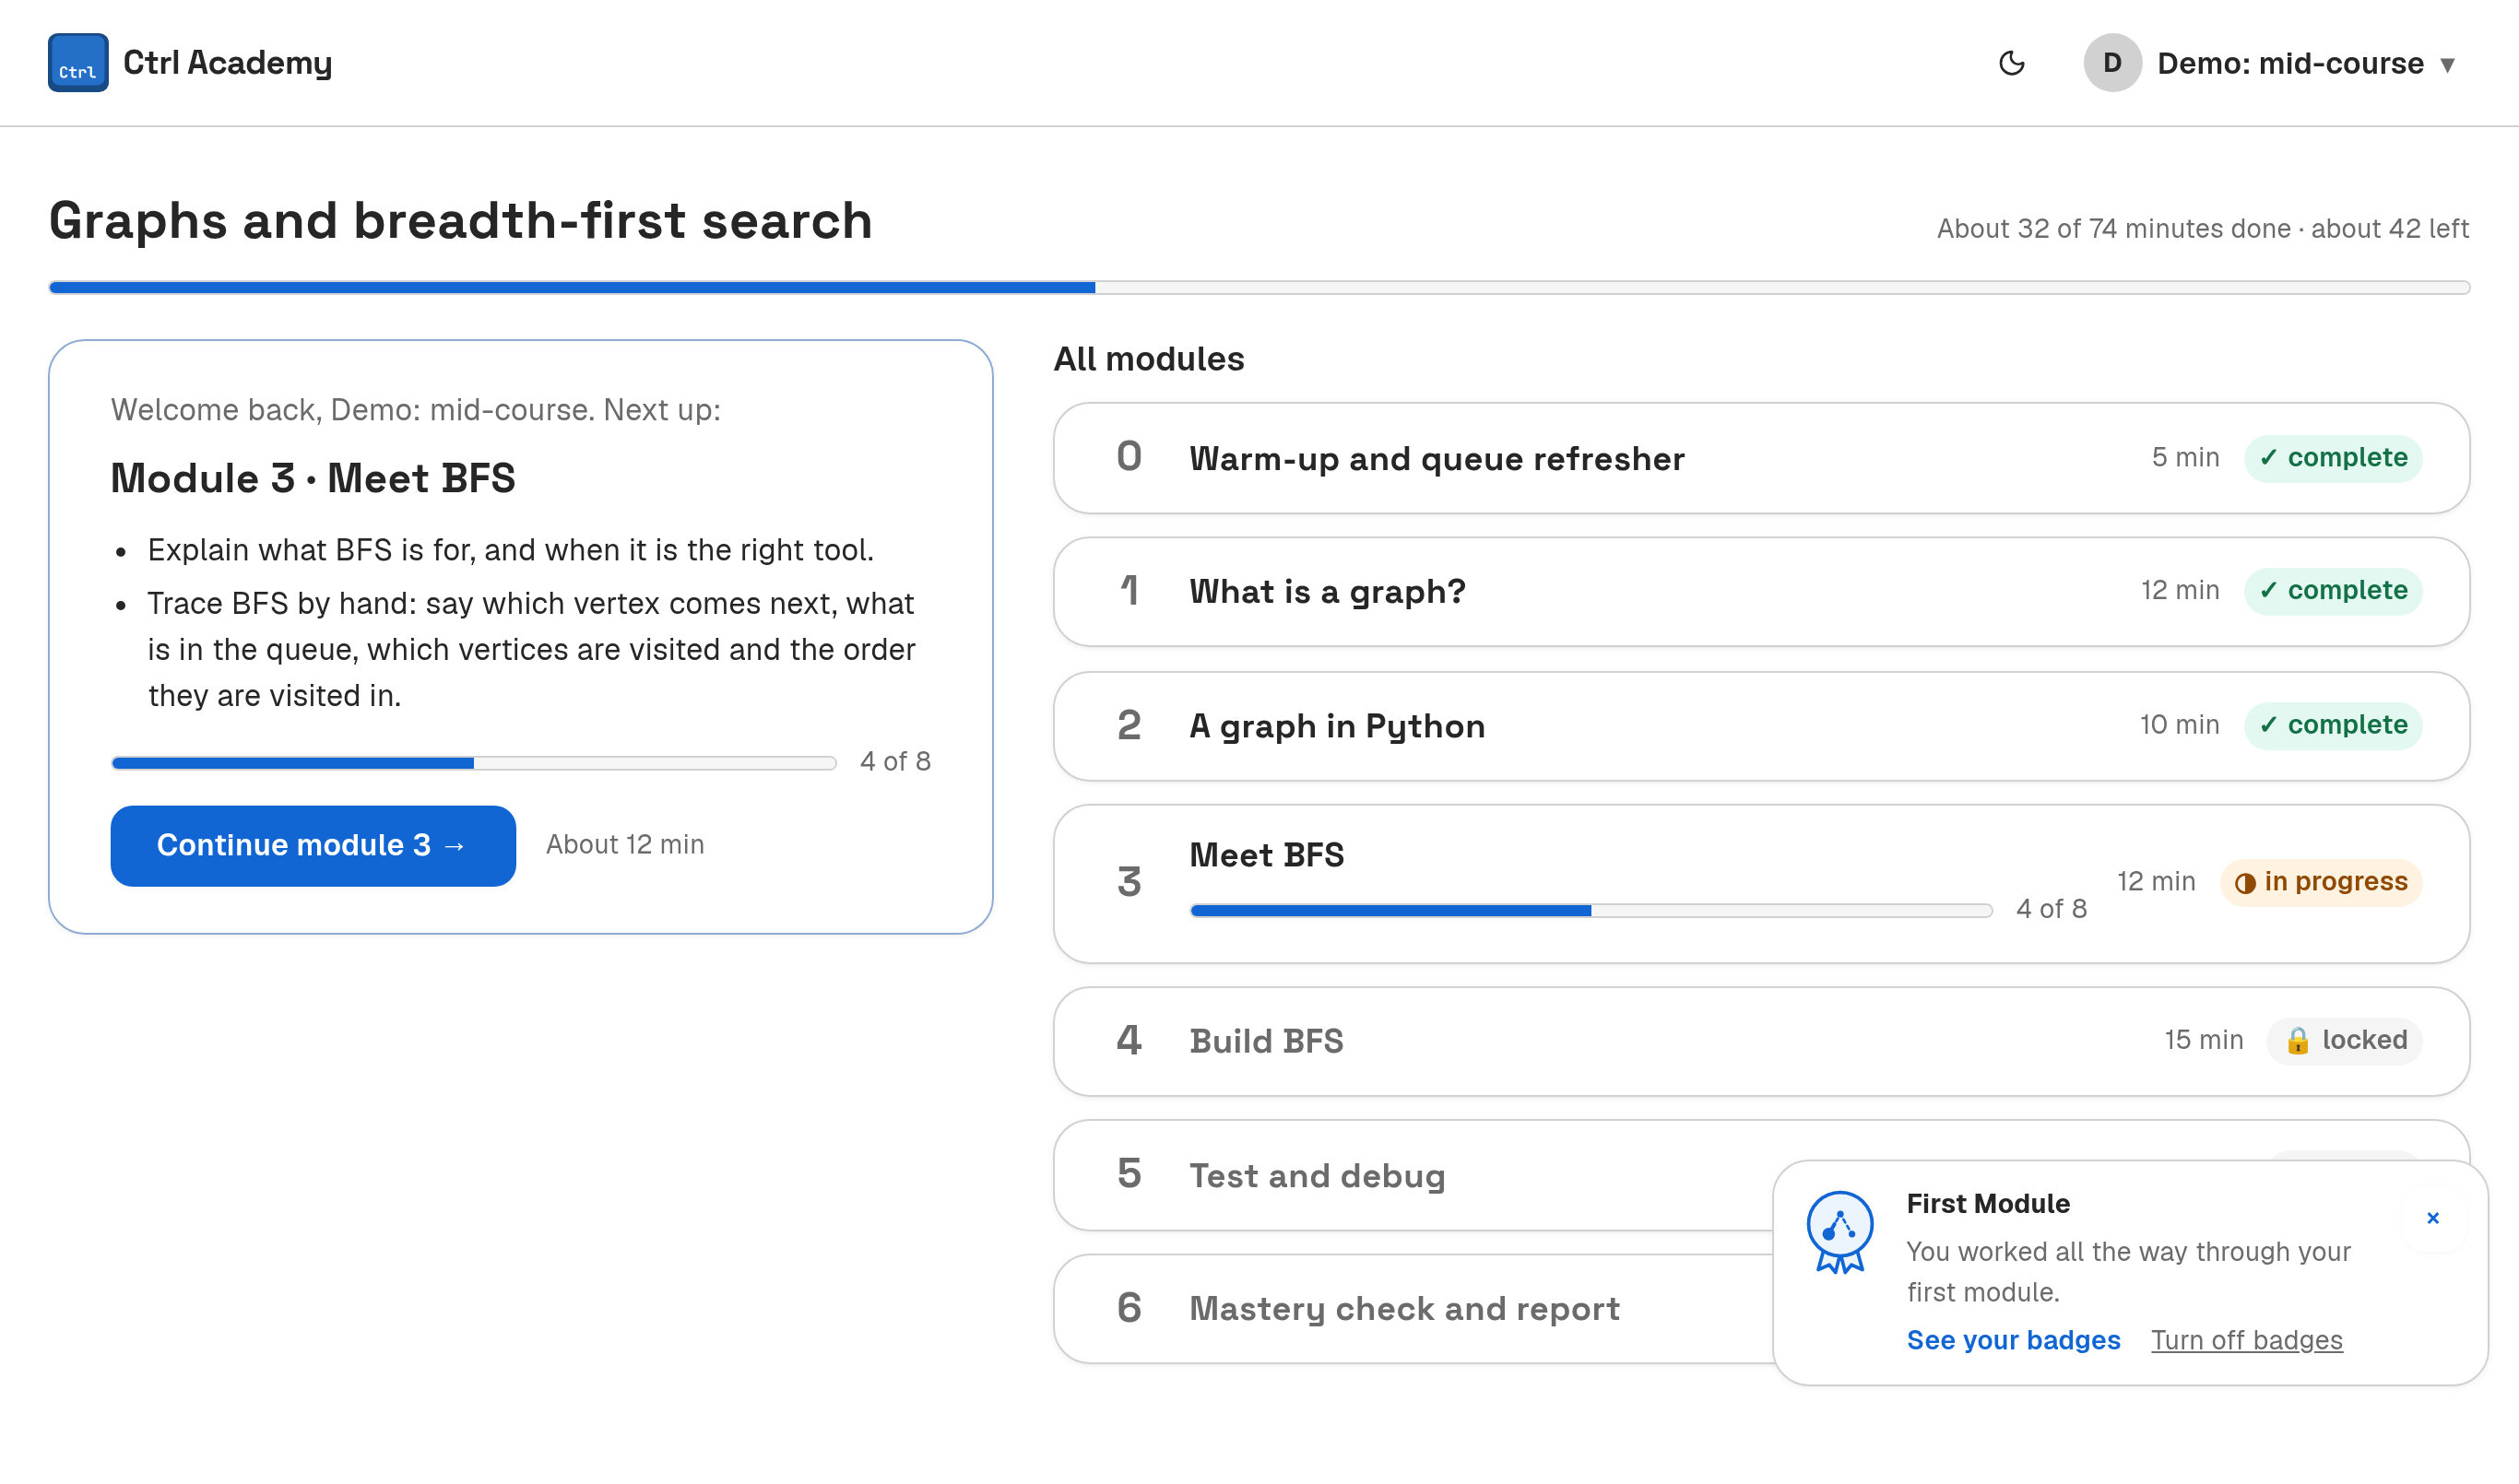 Ctrl
Ctrl Academy
D
Demo: mid-course ▾
Graphs and breadth-first search
About 32 of 74 minutes done · about 42 left
Welcome back, Demo: mid-course. Next up:
Module 3 · Meet BFS
• Explain what BFS is for, and when it is the right tool.
• Trace BFS by hand: say which vertex comes next, what
is in the queue, which vertices are visited and the order
they are visited in.
4 of 8
Continue module 3 →
About 12 min
All modules
0 Warm-up and queue refresher 5 min ✓ complete
1 What is a graph? 12 min ✓ complete
2 A graph in Python 10 min ✓ complete
3 Meet BFS 12 min ◑ in progress
4 of 8
4 Build BFS 15 min 🔒 locked
5 Test and debug
6 Mastery check and report
First Module
×
You worked all the way through your
first module.
See your badges Turn off badges